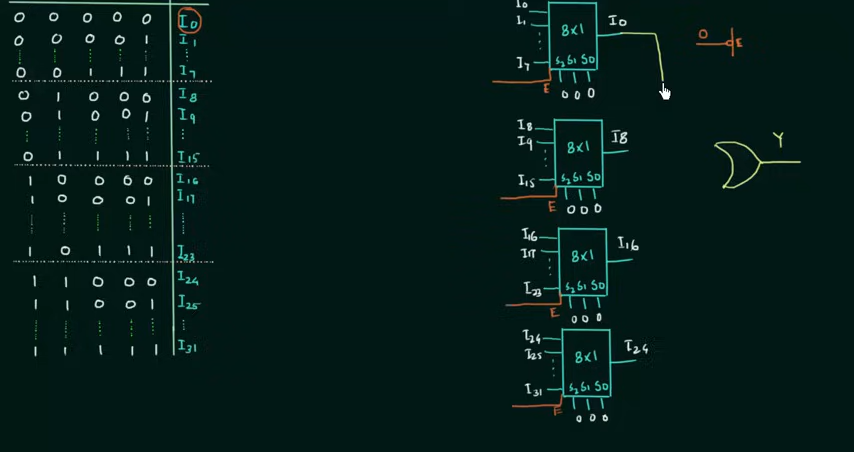 0 0 0 0 0 I0
0 0 0 0 1 I1
0 0 1 1 1 I7
0 1 0 0 0 I8
0 1 0 0 1 I9
0 1 1 1 1 I15
1 0 0 0 0 I16
1 0 0 0 1 I17
1 0 1 1 1 I23
1 1 0 0 0 I24
1 1 0 0 1 I25
1 1 1 1 1 I31
I0
I1
I7
8x1
S2 S1 S0
E
0 0 0
I0
0 E
I8
I9
I15
8x1
S2 S1 S0
E
0 0 0
I8
Y
I16
I17
I23
8x1
S2 S1 S0
E
0 0 0
I16
I24
I25
I31
8x1
S2 S1 S0
E
0 0 0
I24